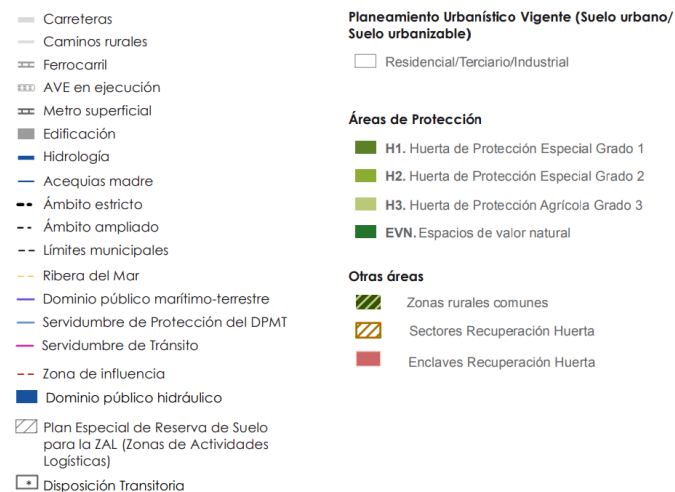 Carreteras
Caminos rurales
Ferrocarril
AVE en ejecución
Metro superficial
Edificación
Hidrología
Acequias madre
Ámbito estricto
Ámbito ampliado
Límites municipales
Ribera del Mar
Dominio público marítimo-terrestre
Servidumbre de Protección del DPMT
Servidumbre de Tránsito
Zona de influencia
Dominio público hidráulico
Plan Especial de Reserva de Suelo
para la ZAL (Zonas de Actividades
Logísticas)
* Disposición Transitoria
Planeamiento Urbanístico Vigente (Suelo urbano/
Suelo urbanizable)
Residencial/Terciario/Industrial
Áreas de Protección
H1. Huerta de Protección Especial Grado 1
H2. Huerta de Protección Especial Grado 2
H3. Huerta de Protección Agrícola Grado 3
EVN. Espacios de valor natural
Otras áreas
Zonas rurales comunes
Sectores Recuperación Huerta
Enclaves Recuperación Huerta